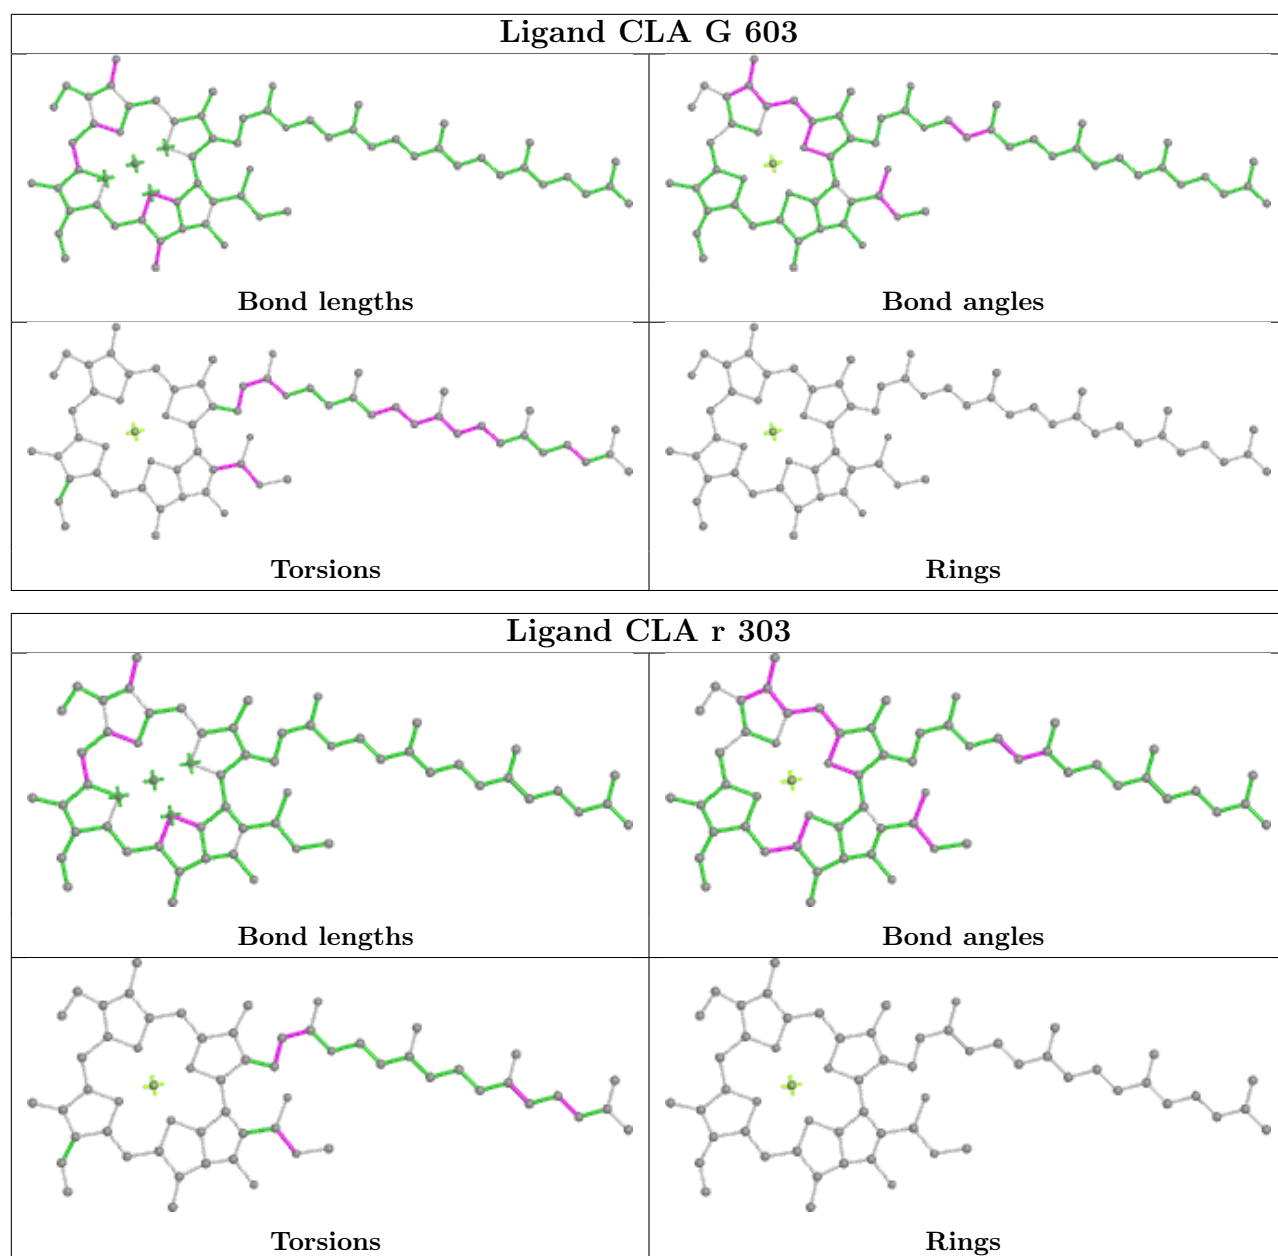 Ligand CLA G 603
Bond lengths
Bond angles
Torsions
Rings
Ligand CLA r 303
Bond lengths
Bond angles
Torsions
Rings